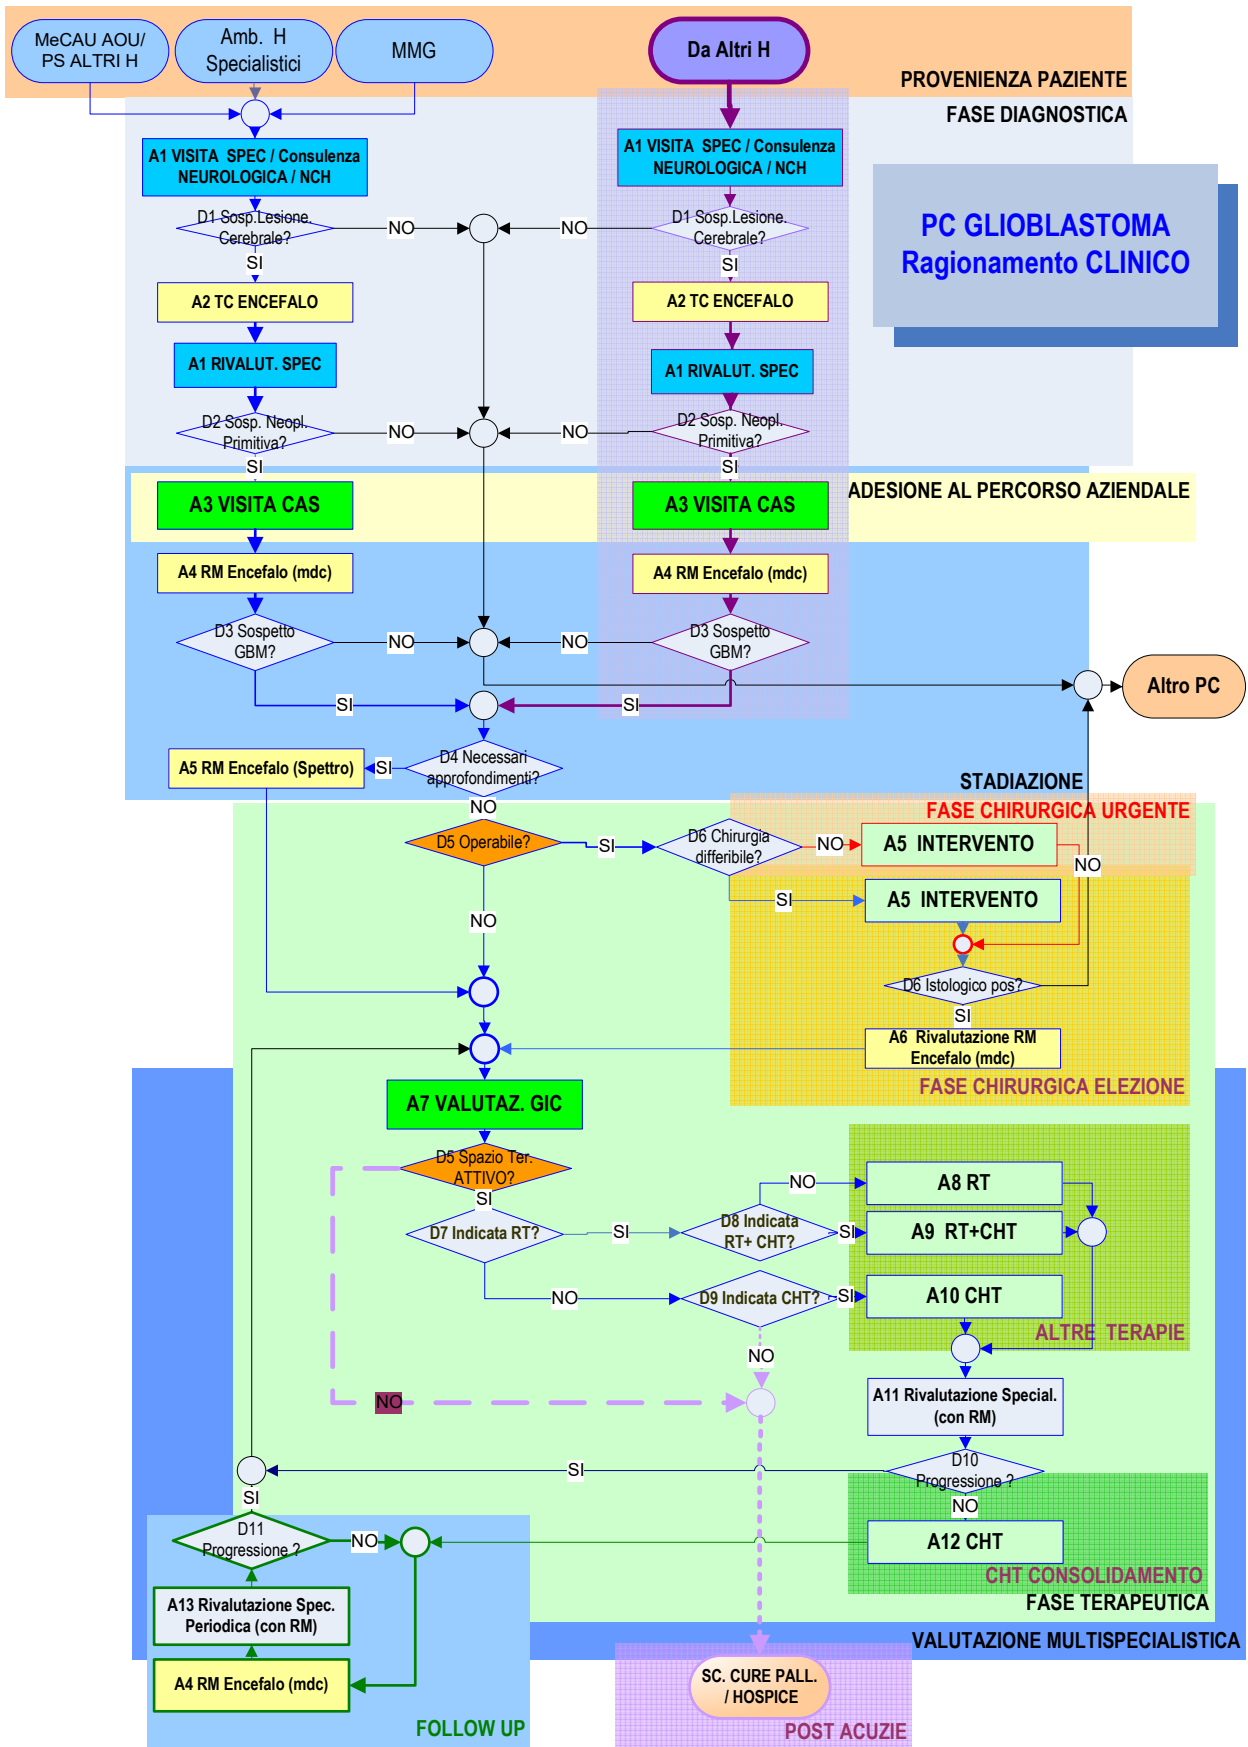 MeCAU AOU/
PS ALTRI H
Amb. H
Specialistici
MMG
Da Altri H
PROVENIENZA PAZIENTE
FASE DIAGNOSTICA
A1 VISITA SPEC / Consulenza
NEUROLOGICA / NCH
A1 VISITA SPEC / Consulenza
NEUROLOGICA / NCH
PC GLIOBLASTOMA
Ragionamento CLINICO
D1 Sosp.Lesione.
Cerebrale?
NO
NO
D1 Sosp.Lesione.
Cerebrale?
SI
SI
A2 TC ENCEFALO
A2 TC ENCEFALO
A1 RIVALUT. SPEC
A1 RIVALUT. SPEC
D2 Sosp. Neopl.
Primitiva?
NO
NO
D2 Sosp. Neopl.
Primitiva?
SI
SI
ADESIONE AL PERCORSO AZIENDALE
A3 VISITA CAS
A3 VISITA CAS
A4 RM Encefalo (mdc)
A4 RM Encefalo (mdc)
D3 Sospetto
GBM?
NO
NO
D3 Sospetto
GBM?
SI
SI
Altro PC
D4 Necessari
approfondimenti?
SI
A5 RM Encefalo (Spettro)
NO
STADIAZIONE
FASE CHIRURGICA URGENTE
D5 Operabile?
SI
D6 Chirurgia
differibile?
NO
A5 INTERVENTO
NO
SI
A5 INTERVENTO
NO
D6 Istologico pos?
SI
A6 Rivalutazione RM
Encefalo (mdc)
FASE CHIRURGICA ELEZIONE
A7 VALUTAZ. GIC
D5 Spazio Ter.
ATTIVO?
SI
NO
A8 RT
D7 Indicata RT?
SI
D8 Indicata
RT+ CHT?
SI
A9 RT+CHT
NO
D9 Indicata CHT?
SI
A10 CHT
ALTRE TERAPIE
NO
NO
A11 Rivalutazione Special.
(con RM)
D10
Progressione ?
SI
NO
SI
D11
Progressione ?
NO
A12 CHT
CHT CONSOLIDAMENTO
FASE TERAPEUTICA
A13 Rivalutazione Spec.
Periodica (con RM)
VALUTAZIONE MULTISPECIALISTICA
A4 RM Encefalo (mdc)
SC. CURE PALL.
/ HOSPICE
FOLLOW UP
POST ACUZIE